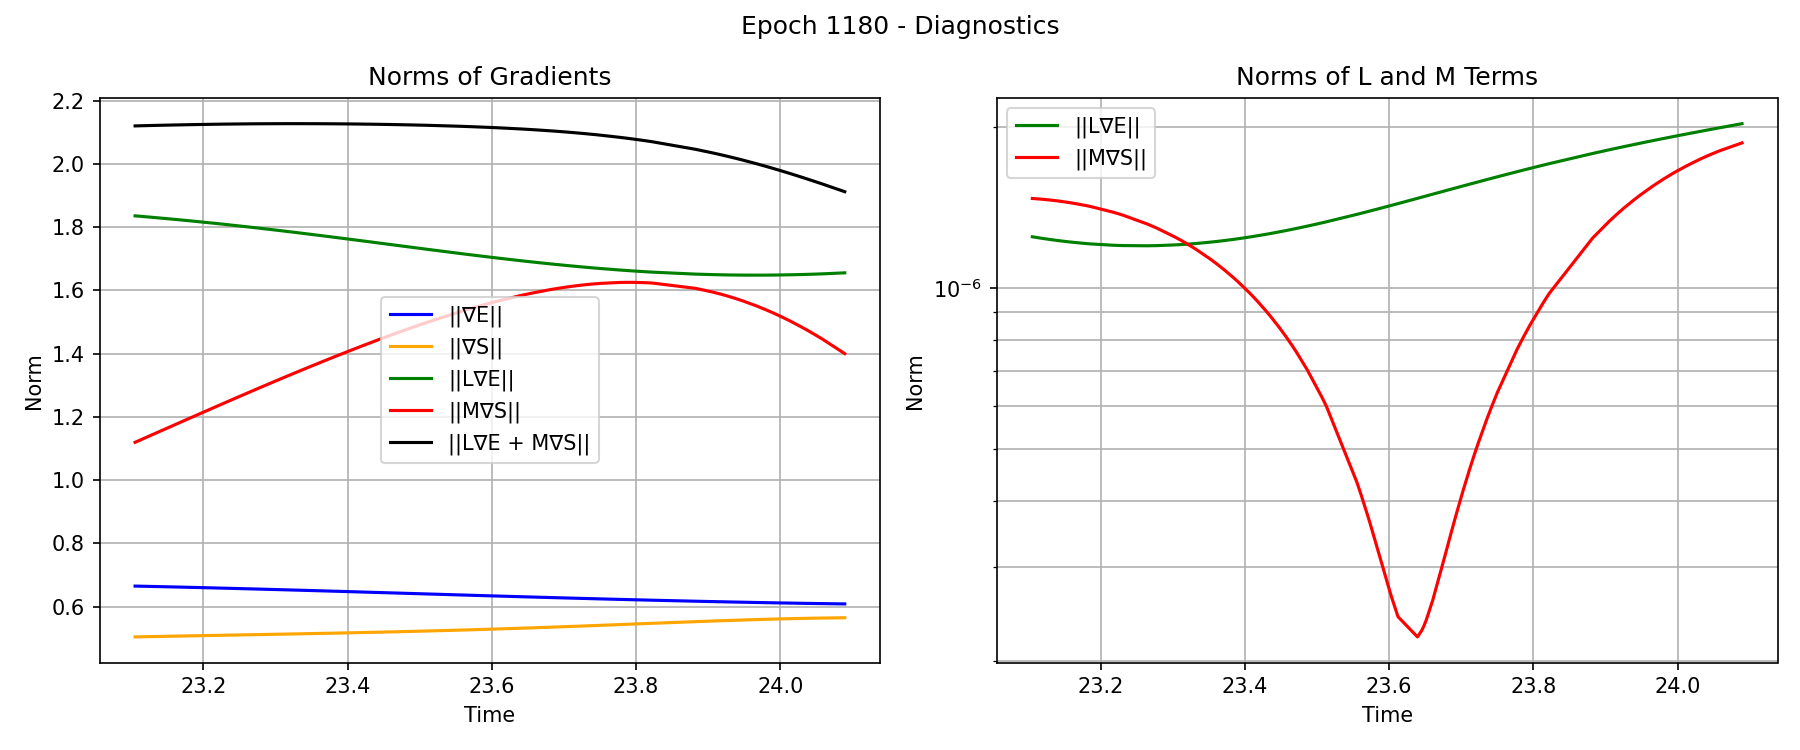 Epoch 1180 - Diagnostics
Norms of Gradients
Norm
2.2
2.0
1.8
1.6
1.4
1.2
1.0
0.8
0.6
||∇E||
||∇S||
||L∇E||
||M∇S||
||L∇E + M∇S||
23.2 23.4 23.6 23.8 24.0
Time
Norms of L and M Terms
Norm
10⁻⁶
||L∇E||
||M∇S||
23.2 23.4 23.6 23.8 24.0
Time